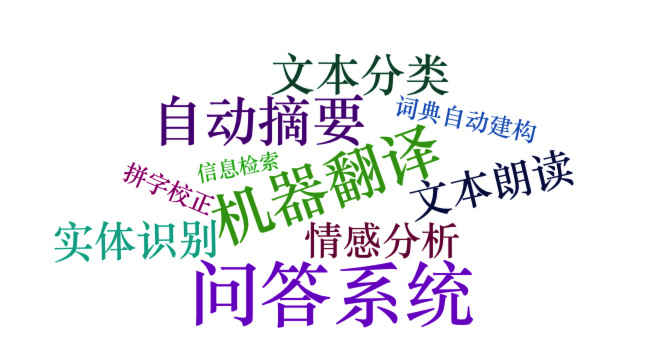 文本分类
自动摘要
词典自动建构
信息检索
机器翻译
拼字校正
文本朗读
实体识别
情感分析
问答系统